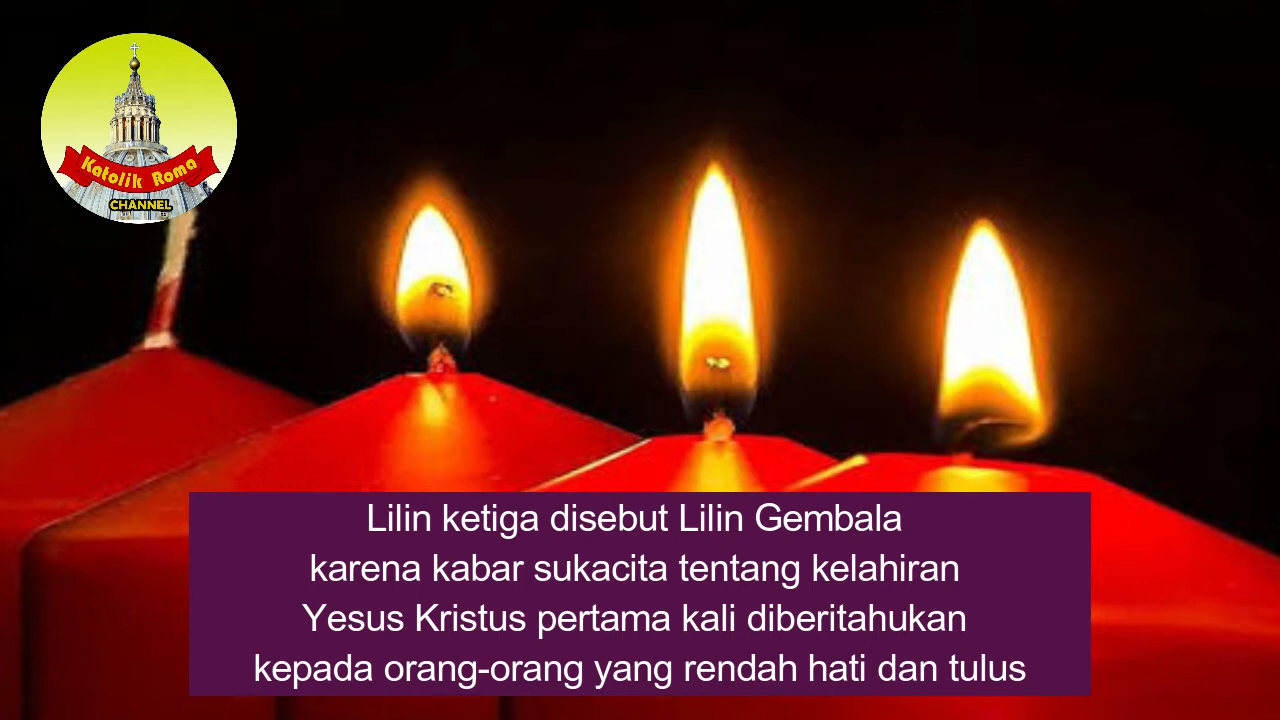 Katolik Roma
CHANNEL
Lilin ketiga disebut Lilin Gembala
karena kabar sukacita tentang kelahiran
Yesus Kristus pertama kali diberitahukan
kepada orang-orang yang rendah hati dan tulus